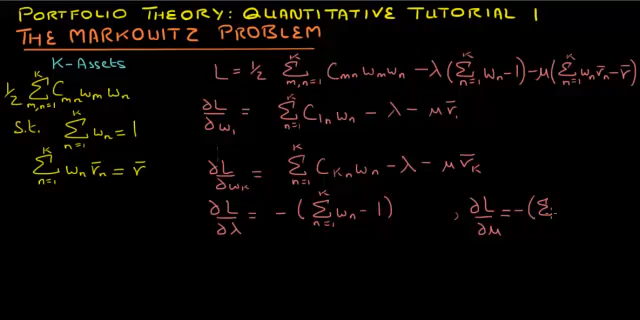 PORTFOLIO THEORY: QUANTITATIVE TUTORIAL 1
THE MARKOWITZ PROBLEM
K-ASSETS
1/2 Σ_{m,n=1}^{K} C_{mn} w_m w_n
s.t. Σ_{n=1}^{K} w_n = 1
Σ_{n=1}^{K} w_n r̄_n = r̄
L = 1/2 Σ_{m,n=1}^{K} C_{mn} w_m w_n - λ(Σ_{n=1}^{K} w_n - 1) - μ(Σ_{n=1}^{K} w_n r̄_n - r̄)
∂L/∂w_1 = Σ_{n=1}^{K} C_{1n} w_n - λ - μ r̄_1
∂L/∂w_K = Σ_{n=1}^{K} C_{Kn} w_n - λ - μ r̄_K
∂L/∂λ = -(Σ_{n=1}^{K} w_n - 1) , ∂L/∂μ = -(Σ